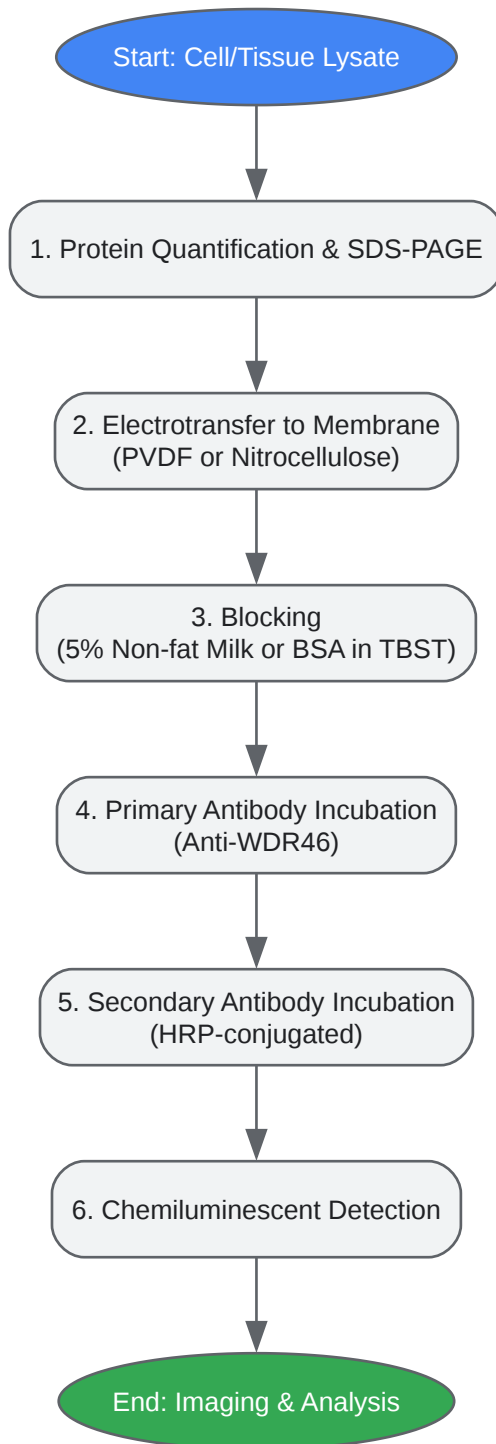 Start: Cell/Tissue Lysate
1. Protein Quantification & SDS-PAGE
2. Electrotransfer to Membrane
(PVDF or Nitrocellulose)
3. Blocking
(5% Non-fat Milk or BSA in TBST)
4. Primary Antibody Incubation
(Anti-WDR46)
5. Secondary Antibody Incubation
(HRP-conjugated)
6. Chemiluminescent Detection
End: Imaging & Analysis